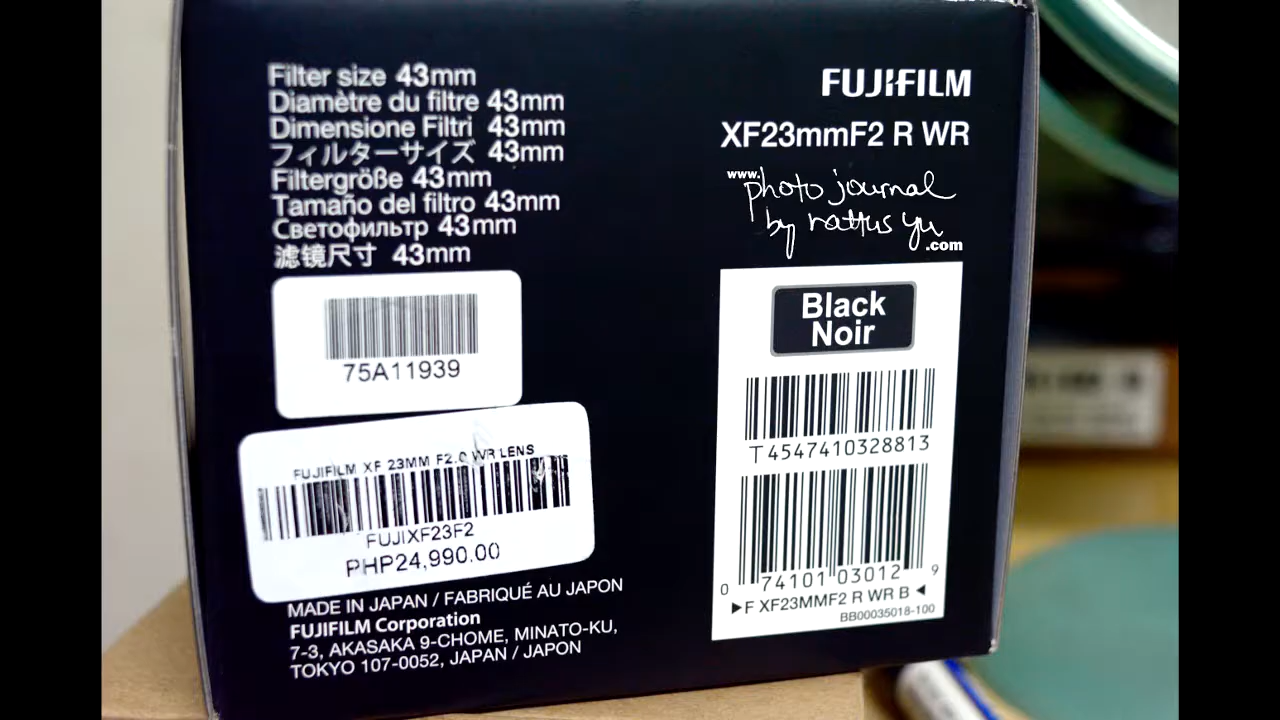 Filter size 43mm
Diamètre du filtre 43mm
Dimensione Filtri 43mm
フィルターサイズ 43mm
Filtergröße 43mm
Tamaño del filtro 43mm
Светофильтр 43mm
滤镜尺寸 43mm
75A11939
FUJIFILM XF 23MM F2.0 WR LENS
FUJIXF23F2
PHP24,990.00
MADE IN JAPAN / FABRIQUÉ AU JAPON
FUJIFILM Corporation
7-3, AKASAKA 9-CHOME, MINATO-KU,
TOKYO 107-0052, JAPAN / JAPON
FUJIFILM
XF23mmF2 R WR
www.photo journal
by rattus yu
.com
Black
Noir
T4547410328813
0 74101 03012 9
▶F XF23MMF2 R WR B ◀
BB00035018-100